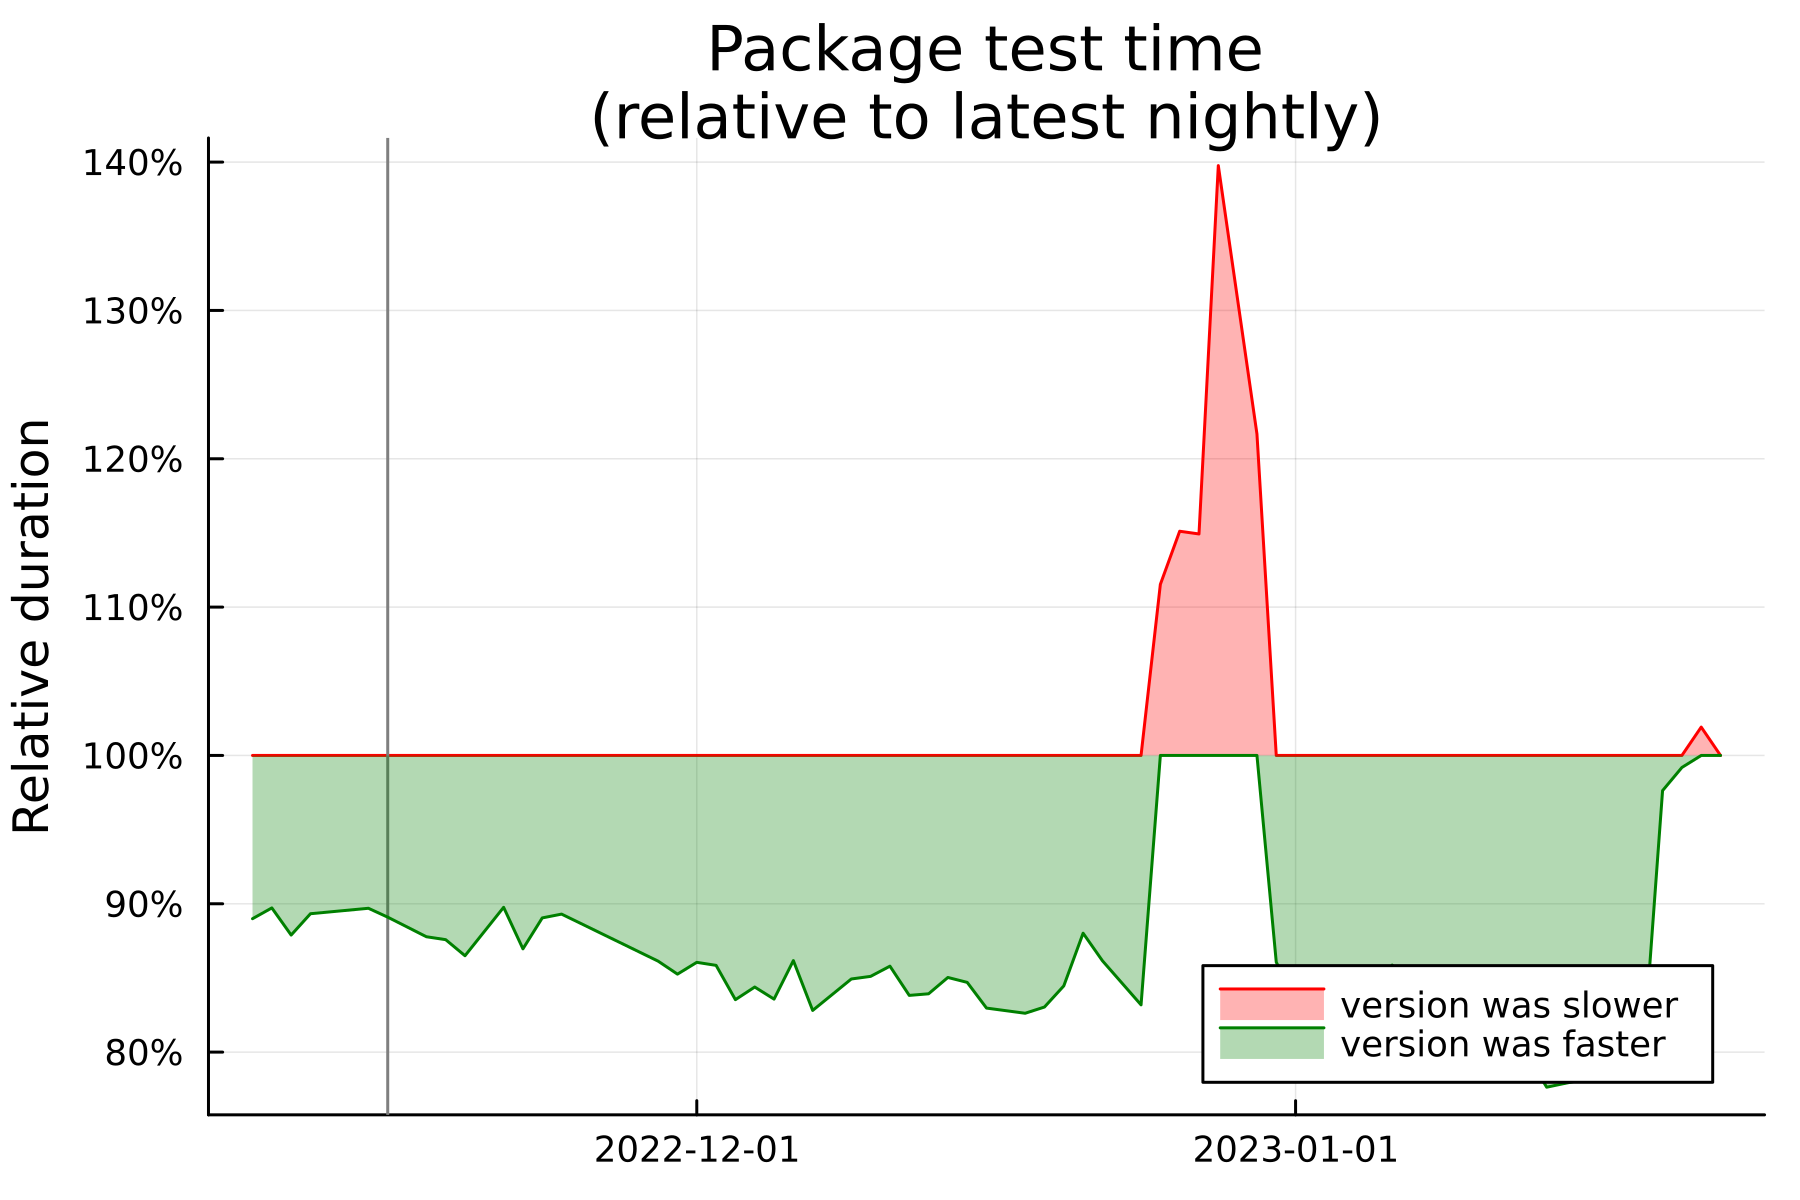 Package test time
(relative to latest nightly)
140%
130%
120%
110%
100%
90%
80%
Relative duration
version was slower
version was faster
2022-12-01
2023-01-01